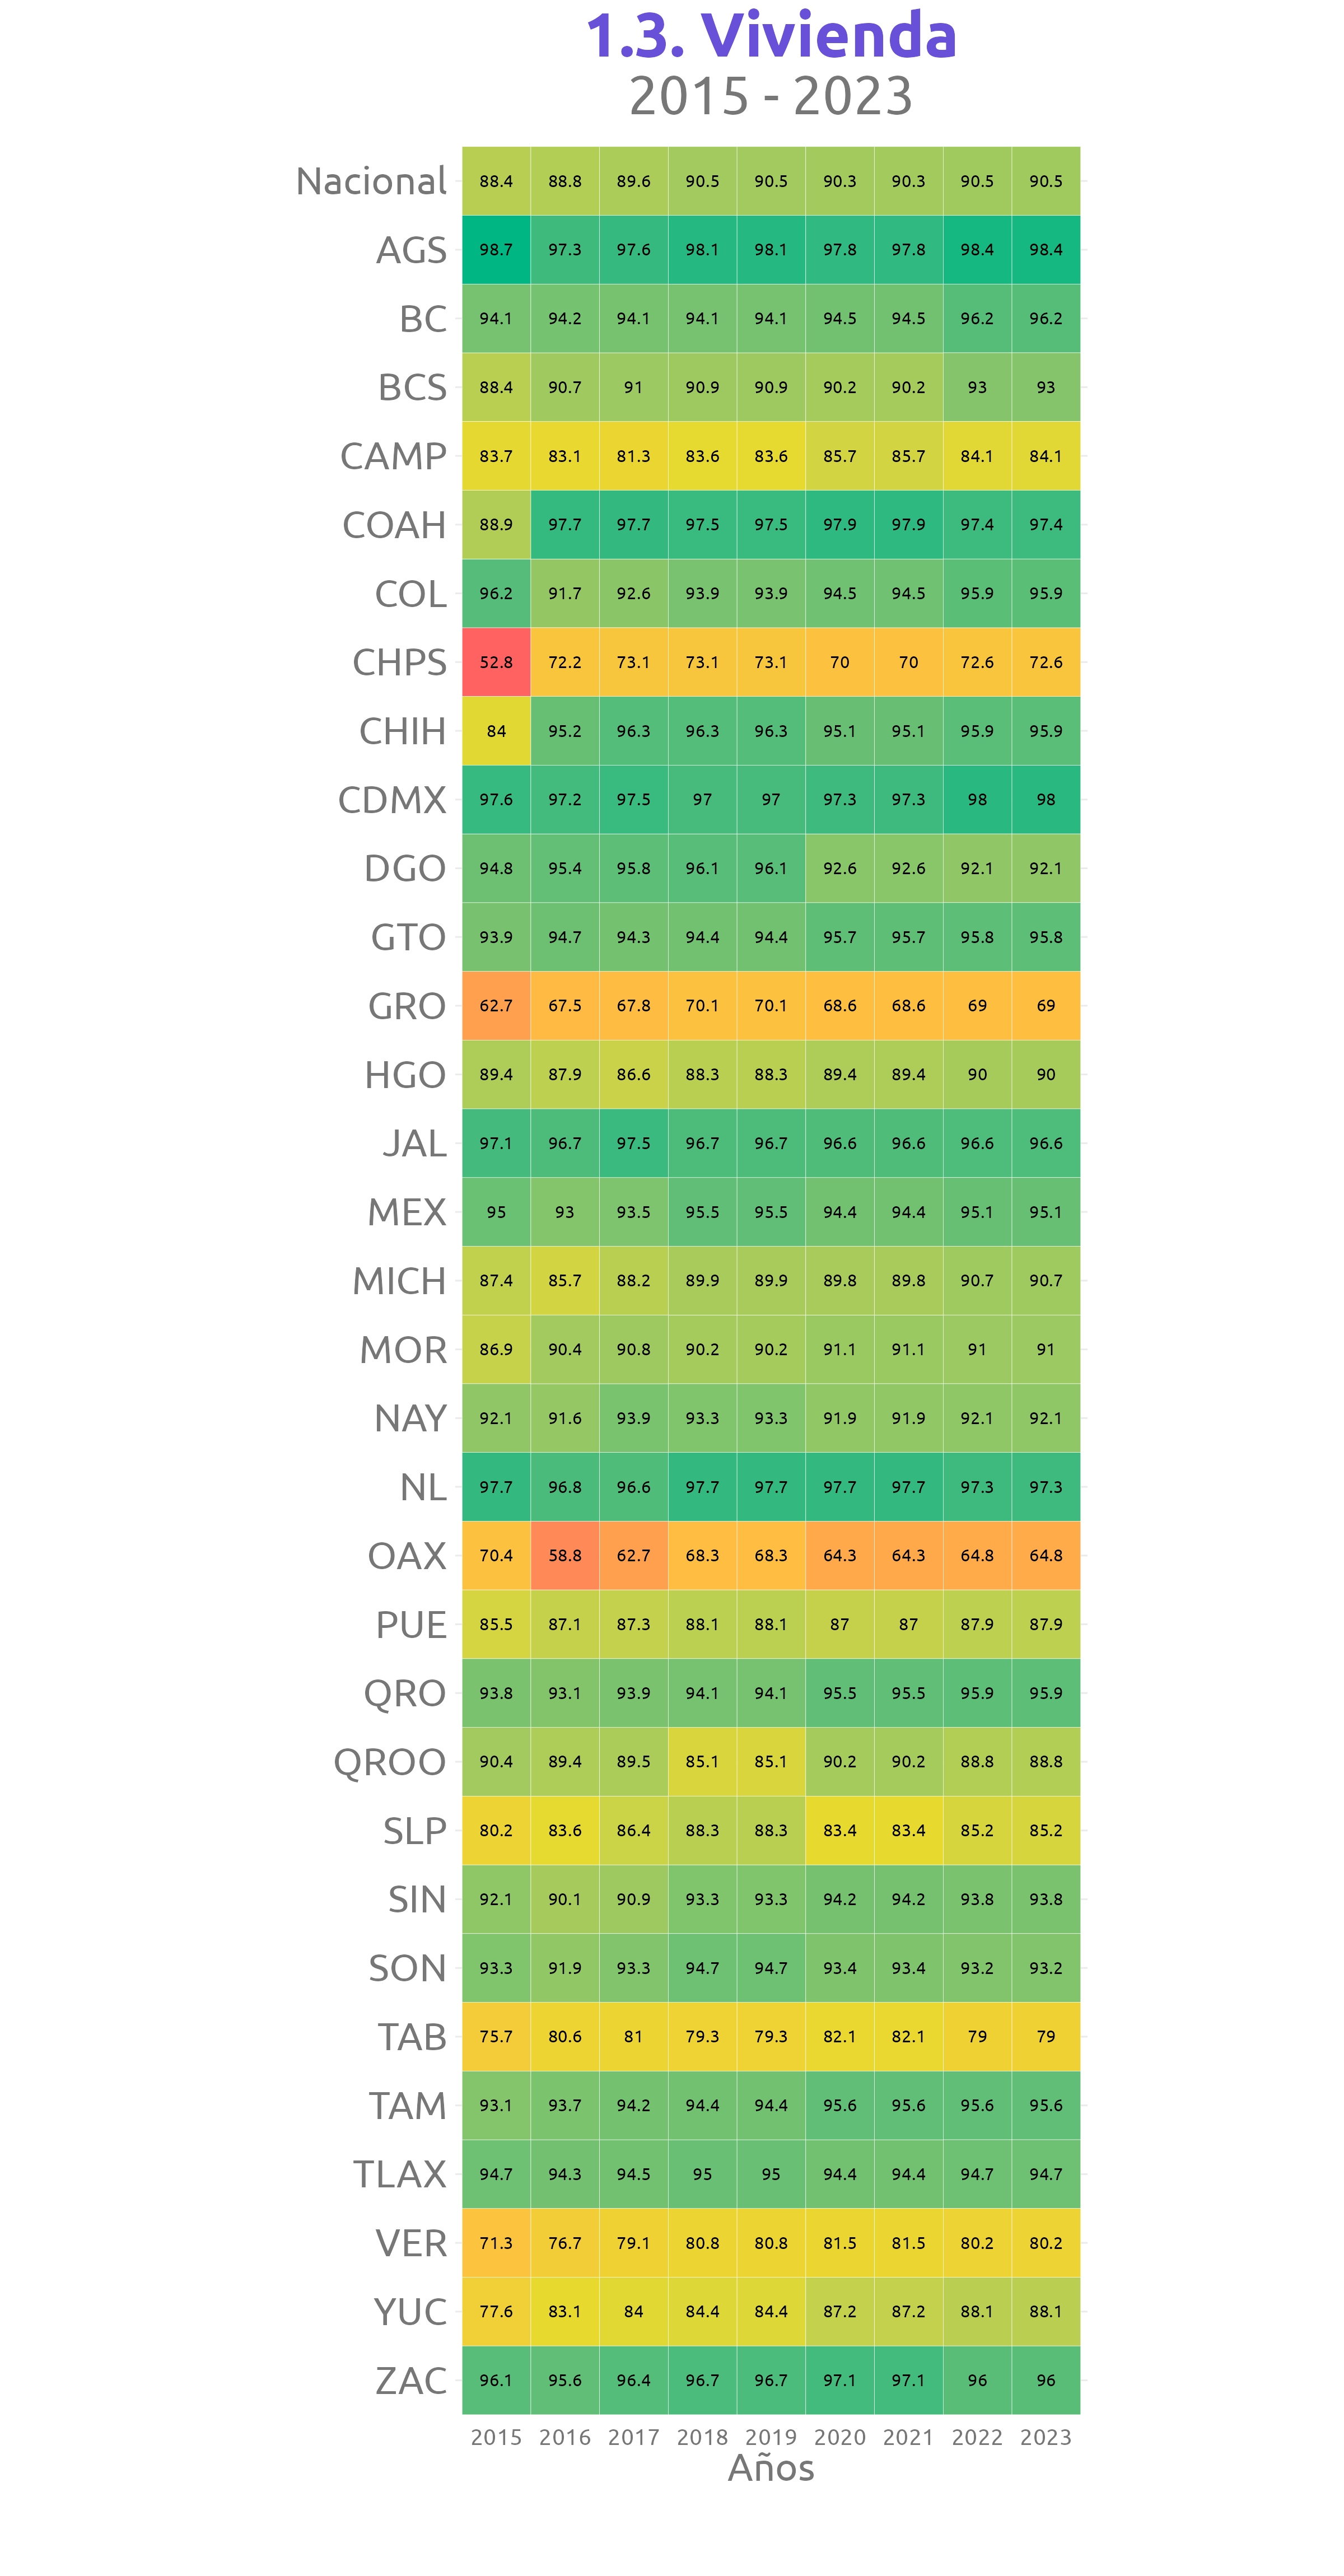 1.3. Vivienda
2015 - 2023
Nacional 88.4 88.8 89.6 90.5 90.5 90.3 90.3 90.5 90.5
AGS 98.7 97.3 97.6 98.1 98.1 97.8 97.8 98.4 98.4
BC 94.1 94.2 94.1 94.1 94.1 94.5 94.5 96.2 96.2
BCS 88.4 90.7 91 90.9 90.9 90.2 90.2 93 93
CAMP 83.7 83.1 81.3 83.6 83.6 85.7 85.7 84.1 84.1
COAH 88.9 97.7 97.7 97.5 97.5 97.9 97.9 97.4 97.4
COL 96.2 91.7 92.6 93.9 93.9 94.5 94.5 95.9 95.9
CHPS 52.8 72.2 73.1 73.1 73.1 70 70 72.6 72.6
CHIH 84 95.2 96.3 96.3 96.3 95.1 95.1 95.9 95.9
CDMX 97.6 97.2 97.5 97 97 97.3 97.3 98 98
DGO 94.8 95.4 95.8 96.1 96.1 92.6 92.6 92.1 92.1
GTO 93.9 94.7 94.3 94.4 94.4 95.7 95.7 95.8 95.8
GRO 62.7 67.5 67.8 70.1 70.1 68.6 68.6 69 69
HGO 89.4 87.9 86.6 88.3 88.3 89.4 89.4 90 90
JAL 97.1 96.7 97.5 96.7 96.7 96.6 96.6 96.6 96.6
MEX 95 93 93.5 95.5 95.5 94.4 94.4 95.1 95.1
MICH 87.4 85.7 88.2 89.9 89.9 89.8 89.8 90.7 90.7
MOR 86.9 90.4 90.8 90.2 90.2 91.1 91.1 91 91
NAY 92.1 91.6 93.9 93.3 93.3 91.9 91.9 92.1 92.1
NL 97.7 96.8 96.6 97.7 97.7 97.7 97.7 97.3 97.3
OAX 70.4 58.8 62.7 68.3 68.3 64.3 64.3 64.8 64.8
PUE 85.5 87.1 87.3 88.1 88.1 87 87 87.9 87.9
QRO 93.8 93.1 93.9 94.1 94.1 95.5 95.5 95.9 95.9
QROO 90.4 89.4 89.5 85.1 85.1 90.2 90.2 88.8 88.8
SLP 80.2 83.6 86.4 88.3 88.3 83.4 83.4 85.2 85.2
SIN 92.1 90.1 90.9 93.3 93.3 94.2 94.2 93.8 93.8
SON 93.3 91.9 93.3 94.7 94.7 93.4 93.4 93.2 93.2
TAB 75.7 80.6 81 79.3 79.3 82.1 82.1 79 79
TAM 93.1 93.7 94.2 94.4 94.4 95.6 95.6 95.6 95.6
TLAX 94.7 94.3 94.5 95 95 94.4 94.4 94.7 94.7
VER 71.3 76.7 79.1 80.8 80.8 81.5 81.5 80.2 80.2
YUC 77.6 83.1 84 84.4 84.4 87.2 87.2 88.1 88.1
ZAC 96.1 95.6 96.4 96.7 96.7 97.1 97.1 96 96
2015 2016 2017 2018 2019 2020 2021 2022 2023
Años